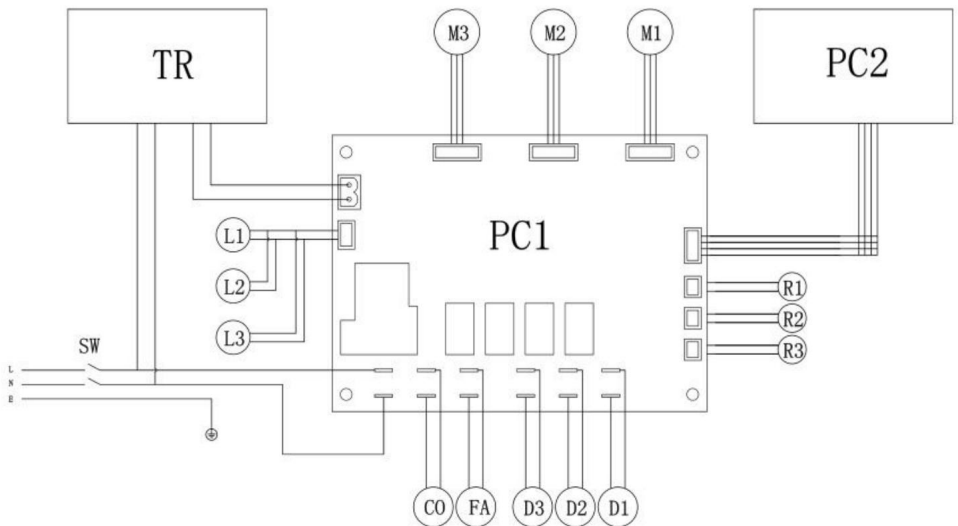 M3 M2 M1
TR PC2
PC1
L1
L2
R1
R2
L3
R3
SW
L
N
E
CO FA D3 D2 D1